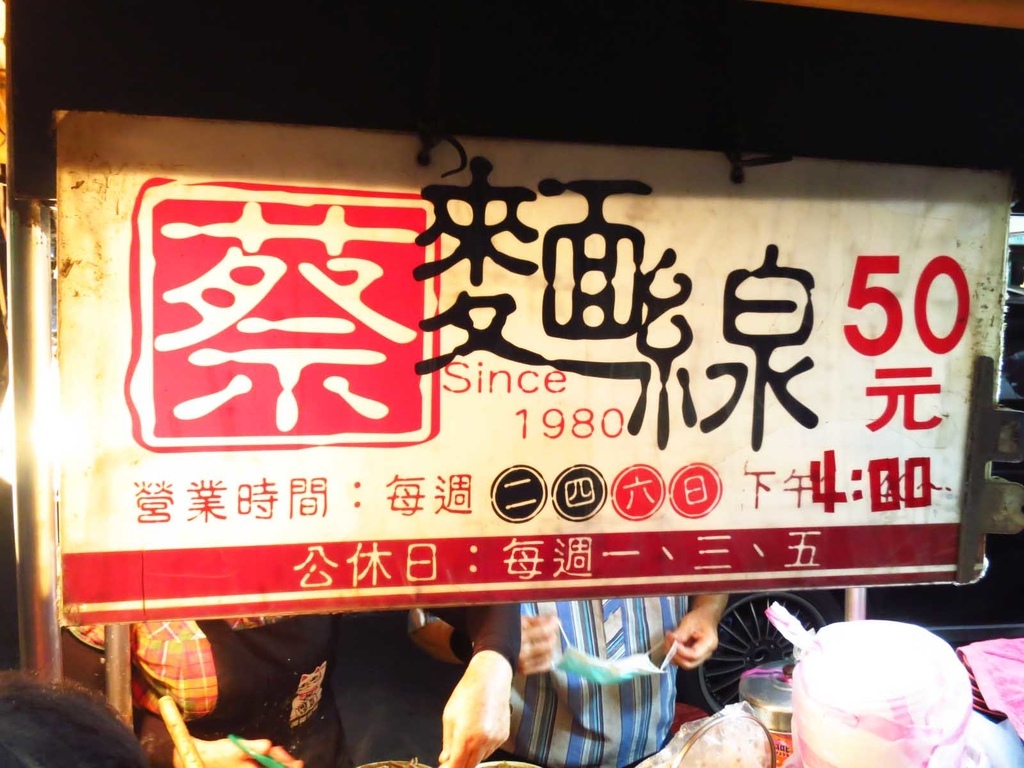 蔡麵線
Since
1980
50
元
營業時間：每週二四六日 下午4:00
公休日：每週一、三、五